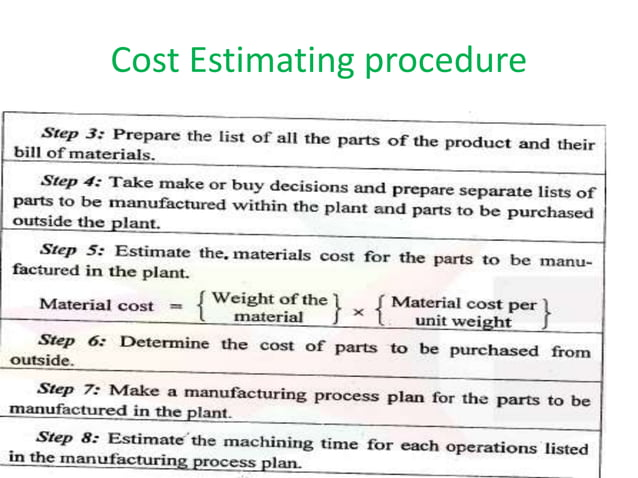 Cost Estimating procedure
Step 3: Prepare the list of all the parts of the product and their
bill of materials.
Step 4: Take make or buy decisions and prepare separate lists of
parts to be manufactured within the plant and parts to be purchased
outside the plant.
Step 5: Estimate the materials cost for the parts to be manu-
factured in the plant.
Material cost = { Weight of the material } × { Material cost per unit weight }
Step 6: Determine the cost of parts to be purchased from
outside.
Step 7: Make a manufacturing process plan for the parts to be
manufactured in the plant.
Step 8: Estimate the machining time for each operations listed
in the manufacturing process plan.